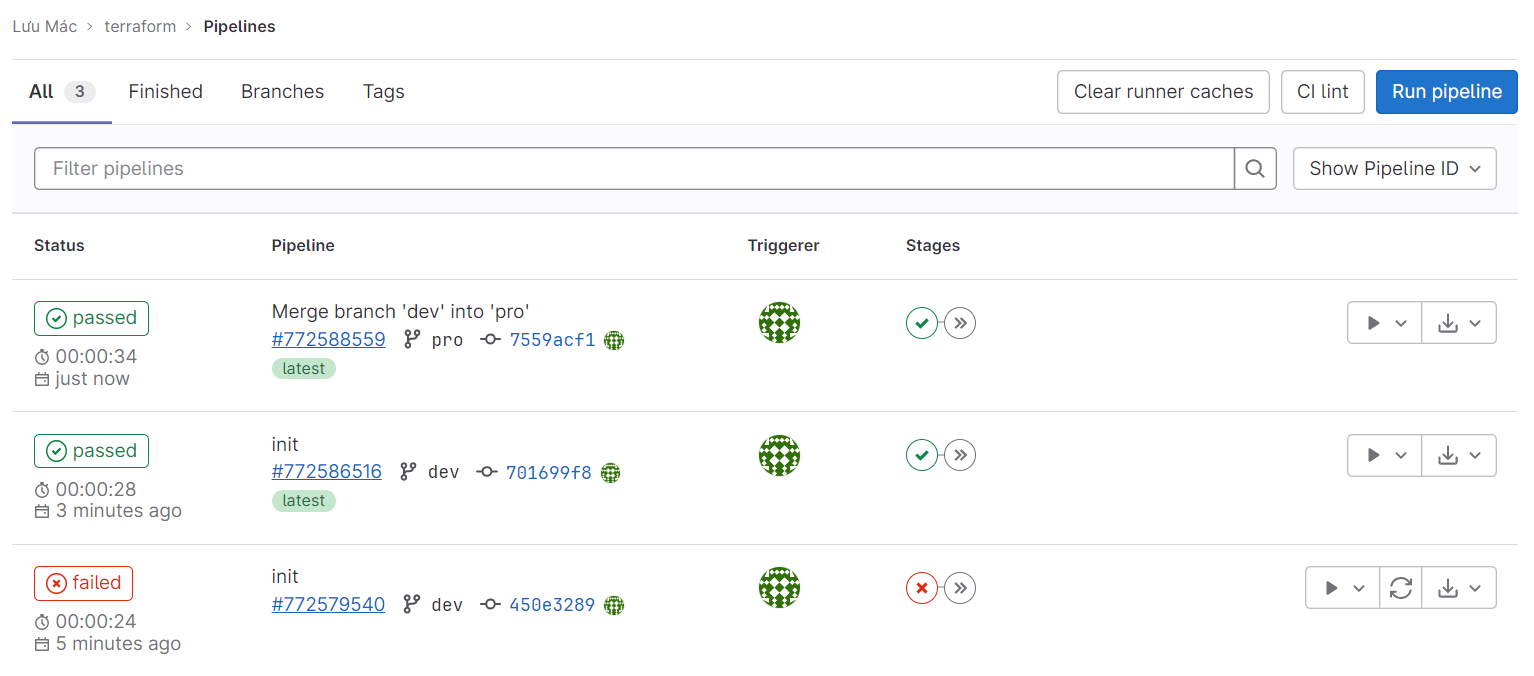 Lưu Mác > terraform > Pipelines
All 3 Finished Branches Tags Clear runner caches CI lint Run pipeline
Filter pipelines Show Pipeline ID
Status Pipeline Triggerer Stages
passed
00:00:34
just now
Merge branch 'dev' into 'pro'
#772588559 pro 7559acf1
latest
passed
00:00:28
3 minutes ago
init
#772586516 dev 701699f8
latest
failed
00:00:24
5 minutes ago
init
#772579540 dev 450e3289